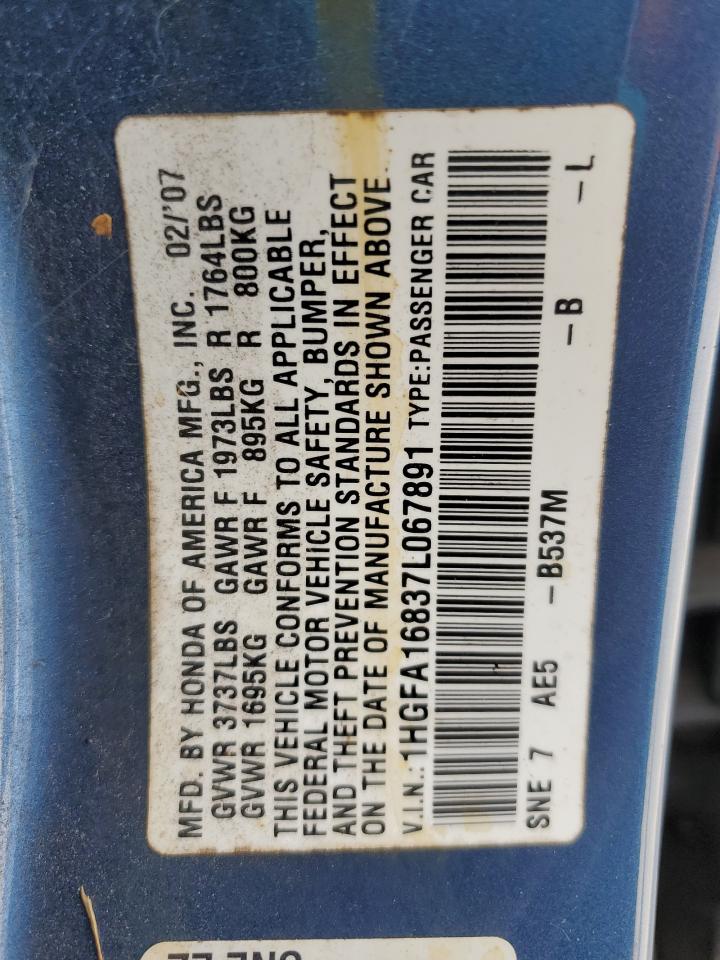 MFD. BY HONDA OF AMERICA MFG., INC. 02/'07
GVWR 3737LBS GAWR F 1973LBS R 1764LBS
GVWR 1695KG GAWR F 895KG R 800KG
THIS VEHICLE CONFORMS TO ALL APPLICABLE
FEDERAL MOTOR VEHICLE SAFETY, BUMPER,
AND THEFT PREVENTION STANDARDS IN EFFECT
ON THE DATE OF MANUFACTURE SHOWN ABOVE
V.I.N.: 1HGFA16837L067891 TYPE:PASSENGER CAR
SNE 7 AE5 -B537M -B -L